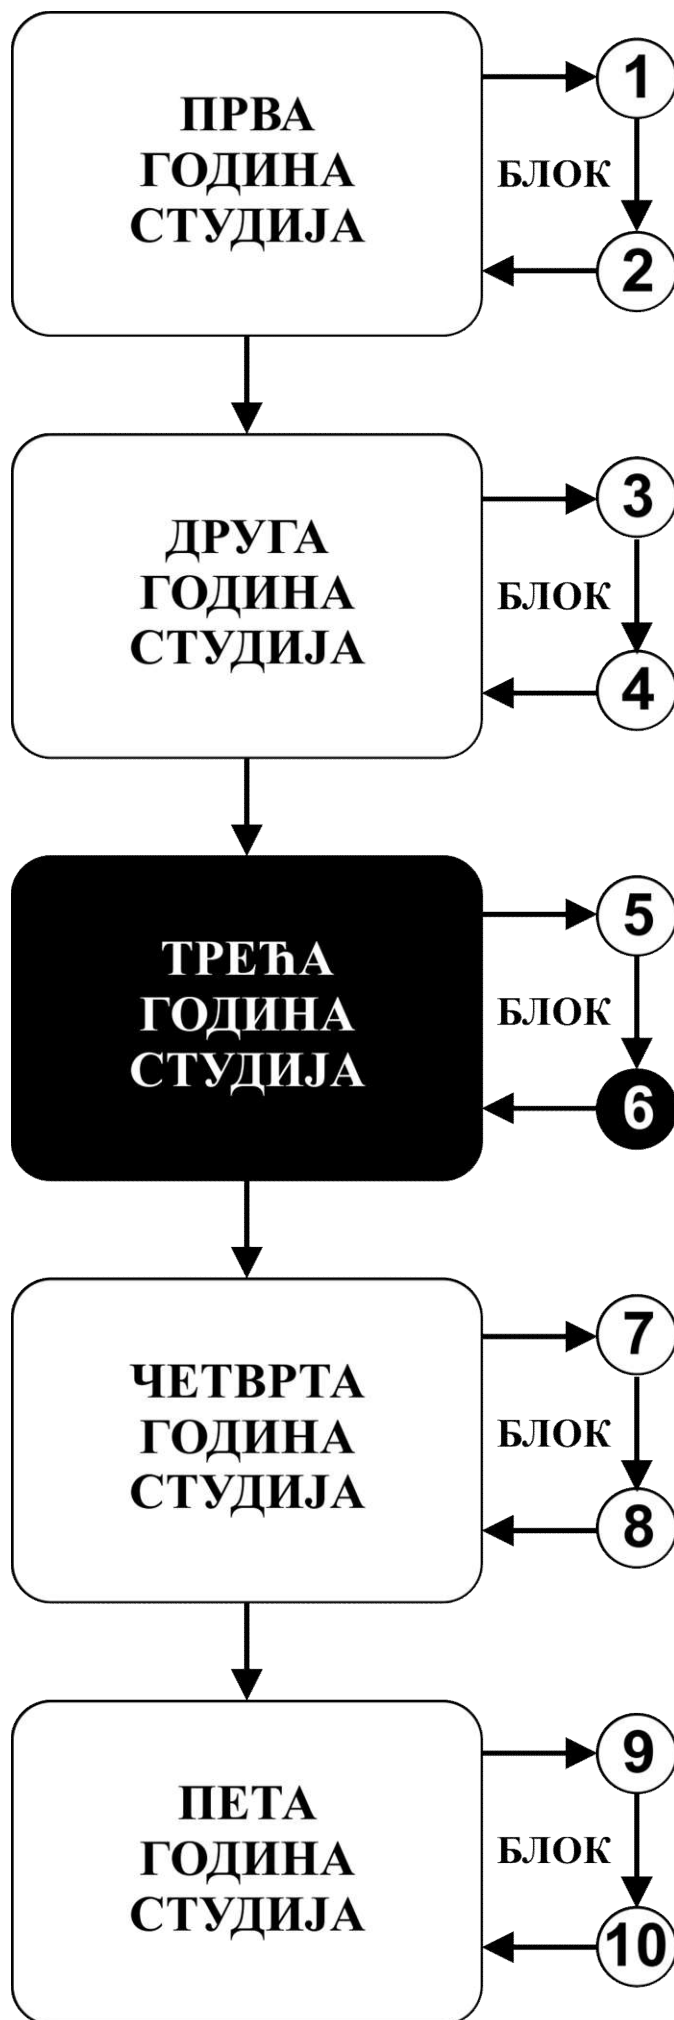 ПРВА
ГОДИНА
СТУДИЈА
1
БЛОК
2
ДРУГА
ГОДИНА
СТУДИЈА
3
БЛОК
4
ТРЕЋА
ГОДИНА
СТУДИЈА
5
БЛОК
6
ЧЕТВРТА
ГОДИНА
СТУДИЈА
7
БЛОК
8
ПЕТА
ГОДИНА
СТУДИЈА
9
БЛОК
10